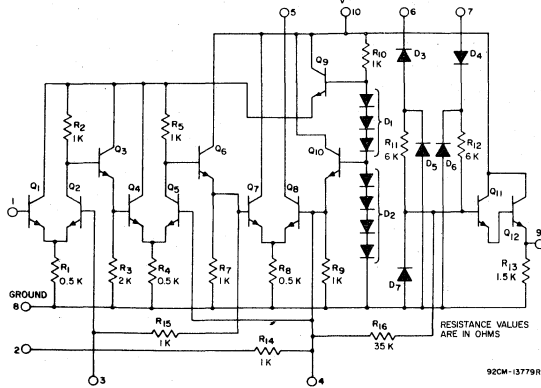 V
5 10 6 7
Q9
R10
1K
D3
D4
R2
1K
R5
1K
Q3
Q4
Q6
D1
R11
6K
R12
6K
Q10
D5
D6
1
Q1
Q2
Q5
Q7
Q8
D2
Q11
Q12
9
R1
0.5K
R3
2K
R4
0.5K
R7
1K
R8
0.5K
R9
1K
D7
R13
1.5K
GROUND
8
R15
1K
R16
35K
RESISTANCE VALUES
ARE IN OHMS
2
R14
1K
3
4
92CM-13779R